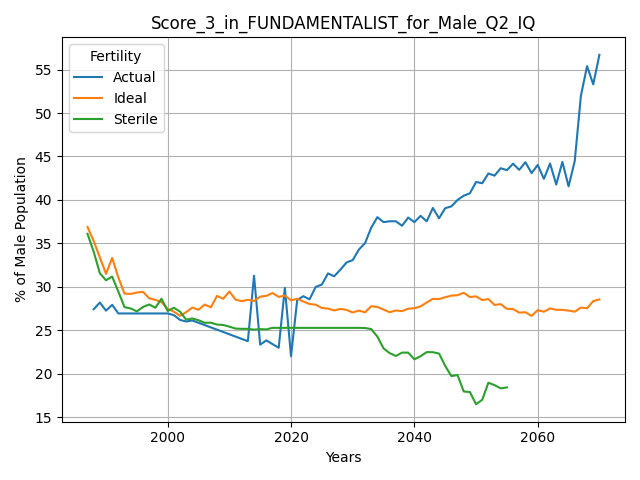 Score_3_in_FUNDAMENTALIST_for_Male_Q2_IQ
Fertility
Actual
Ideal
Sterile
% of Male Population
55
50
45
40
35
30
25
20
15
2000
2020
2040
2060
Years